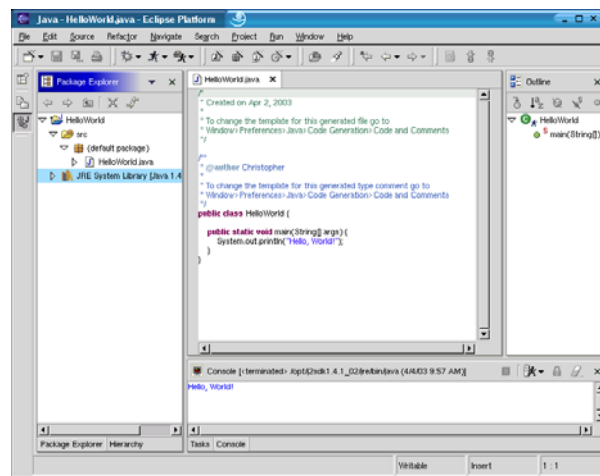 Java - HelloWorld.java - Eclipse Platform
File Edit Source Refactor Navigate Search Project Run Window Help
Package Explorer
HelloWorld
src
(default package)
HelloWorld.java
JRE System Library [Java 1.4
HelloWorld.java
/*
* Created on Apr 2, 2003
*
* To change the template for this generated file go to
* Window>Preferences>Java>Code Generation>Code and Comments
*/
/**
* @author Christopher
*
* To change the template for this generated type comment go to
* Window>Preferences>Java>Code Generation>Code and Comments
*/
public class HelloWorld {
public static void main(String[] args) {
System.out.println("Hello, World!");
}
}
Outline
HelloWorld
main(String[])
Console [<terminated> /opt/j2sdk1.4.1_02/jre/bin/java (4/4/03 9:57 AM)]
Hello, World!
Package Explorer Hierarchy
Tasks Console
Writable Insert 1 : 1